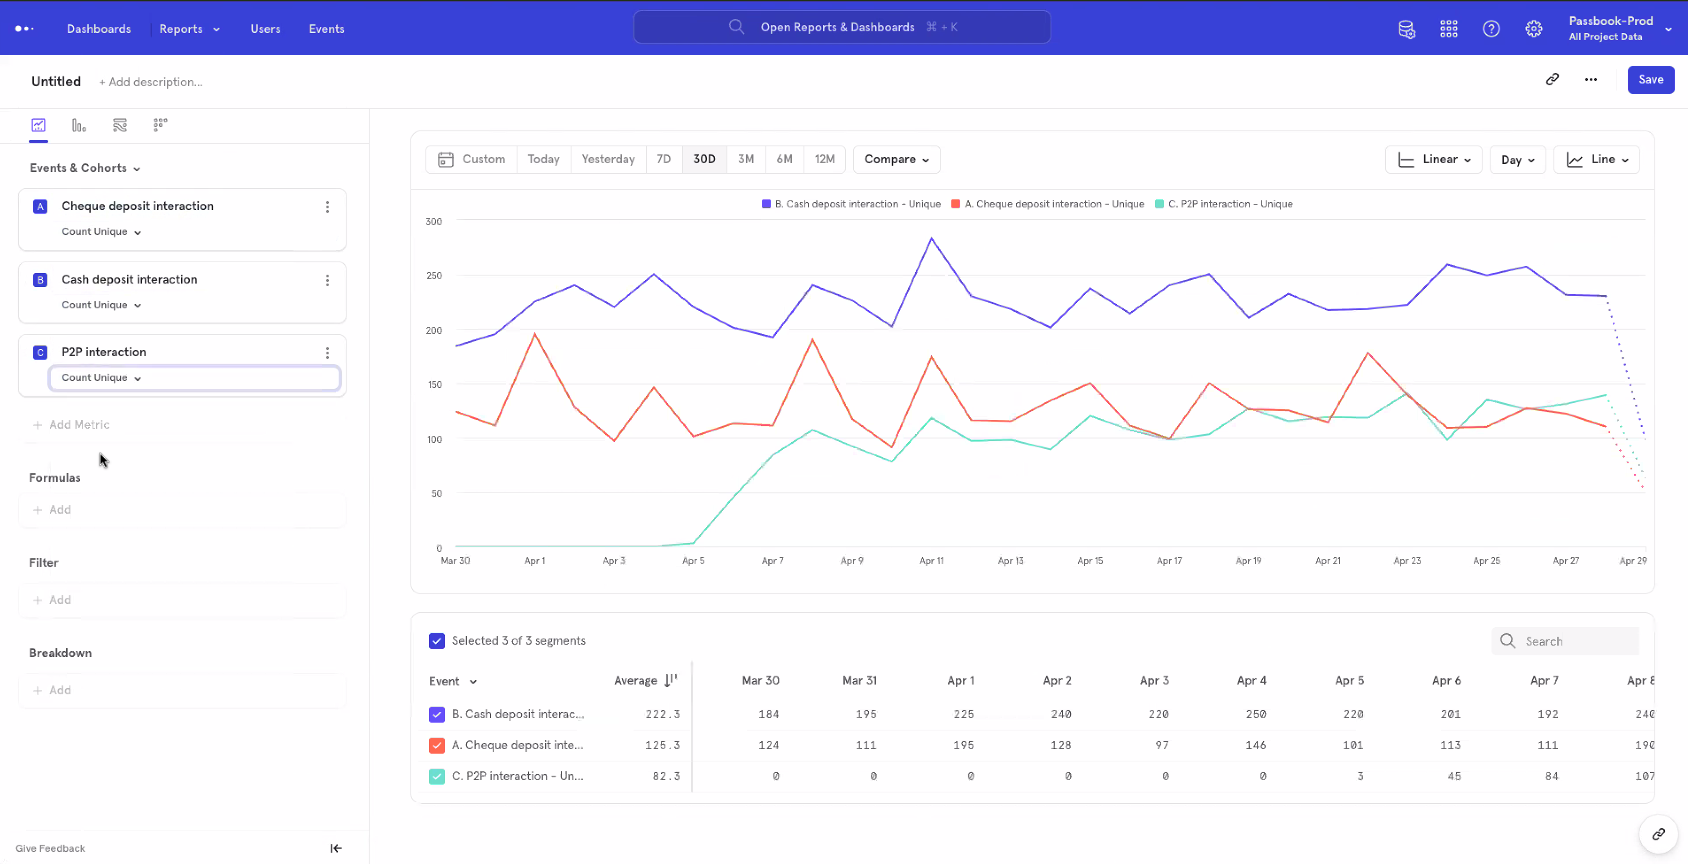 Dashboards Reports Users Events
Open Reports & Dashboards ⌘ + K
Passbook-Prod
All Project Data
Untitled + Add description...
Save
Events & Cohorts
A Cheque deposit interaction
Count Unique
B Cash deposit interaction
Count Unique
C P2P interaction
Count Unique
+ Add Metric
Formulas
+ Add
Filter
+ Add
Breakdown
+ Add
Give Feedback
Custom Today Yesterday 7D 30D 3M 6M 12M Compare
Linear Day Line
B. Cash deposit interaction - Unique A. Cheque deposit interaction - Unique C. P2P interaction - Unique
300
250
200
150
100
50
0
Mar 30 Apr 1 Apr 3 Apr 5 Apr 7 Apr 9 Apr 11 Apr 13 Apr 15 Apr 17 Apr 19 Apr 21 Apr 23 Apr 25 Apr 27 Apr 29
Selected 3 of 3 segments
Search
Event Average Mar 30 Mar 31 Apr 1 Apr 2 Apr 3 Apr 4 Apr 5 Apr 6 Apr 7 Apr 8
B. Cash deposit interac... 222.3 184 195 225 240 220 250 220 201 192 240
A. Cheque deposit inte... 125.3 124 111 195 128 97 146 101 113 111 190
C. P2P interaction - Un... 82.3 0 0 0 0 0 0 3 45 84 107